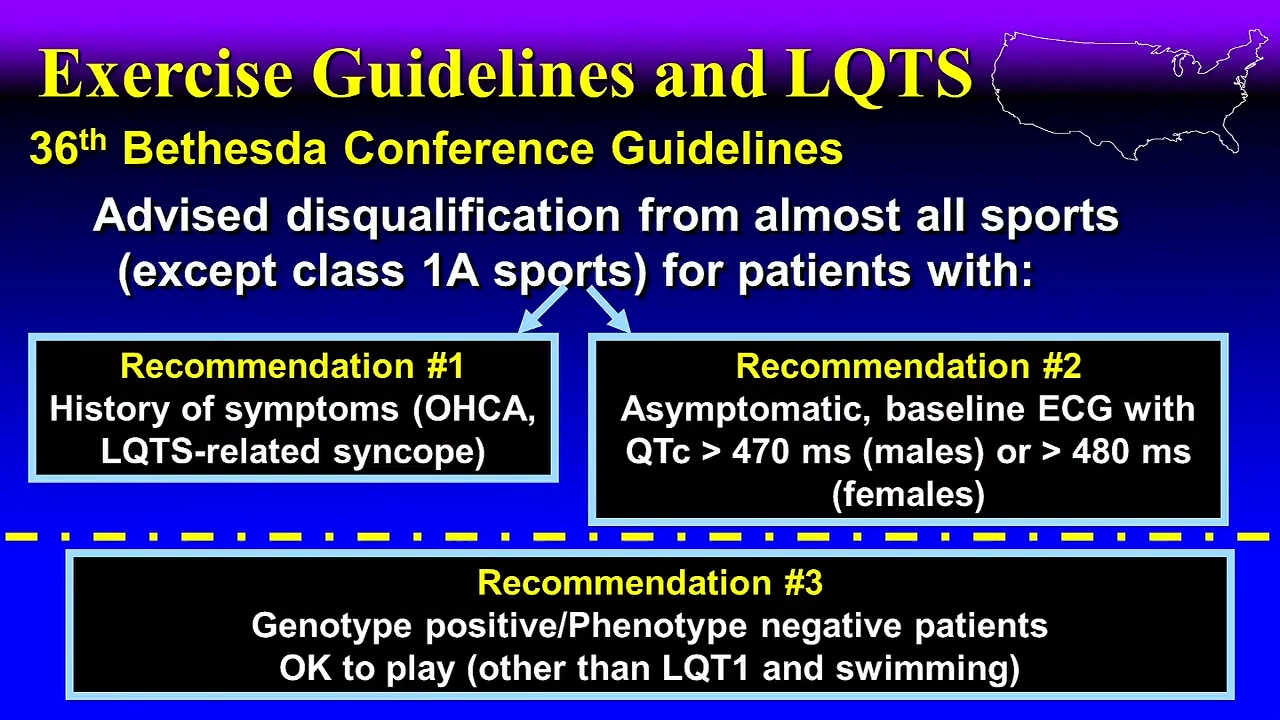 Exercise Guidelines and LQTS
36th Bethesda Conference Guidelines
Advised disqualification from almost all sports
(except class 1A sports) for patients with:
Recommendation #1
History of symptoms (OHCA,
LQTS-related syncope)
Recommendation #2
Asymptomatic, baseline ECG with
QTc > 470 ms (males) or > 480 ms
(females)
Recommendation #3
Genotype positive/Phenotype negative patients
OK to play (other than LQT1 and swimming)